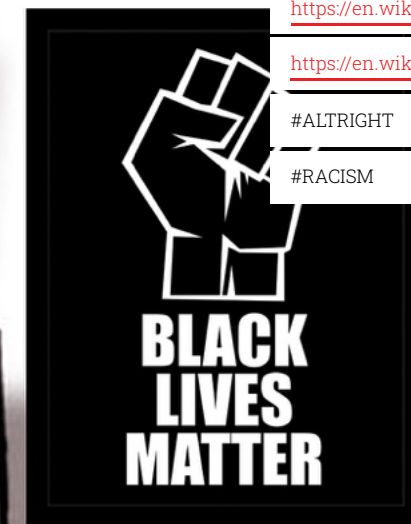 https://en.wik
https://en.wik
#ALTRIGHT
#RACISM
BLACK
LIVES
MATTER